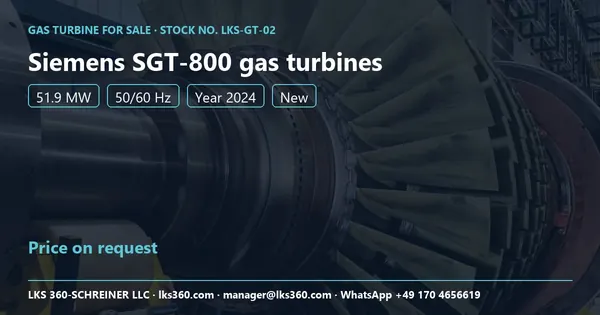 GAS TURBINE FOR SALE · STOCK NO. LKS-GT-02
Siemens SGT-800 gas turbines
51.9 MW 50/60 Hz Year 2024 New
Price on request
LKS 360-SCHREINER LLC · lks360.com · manager@lks360.com · WhatsApp +49 170 4656619